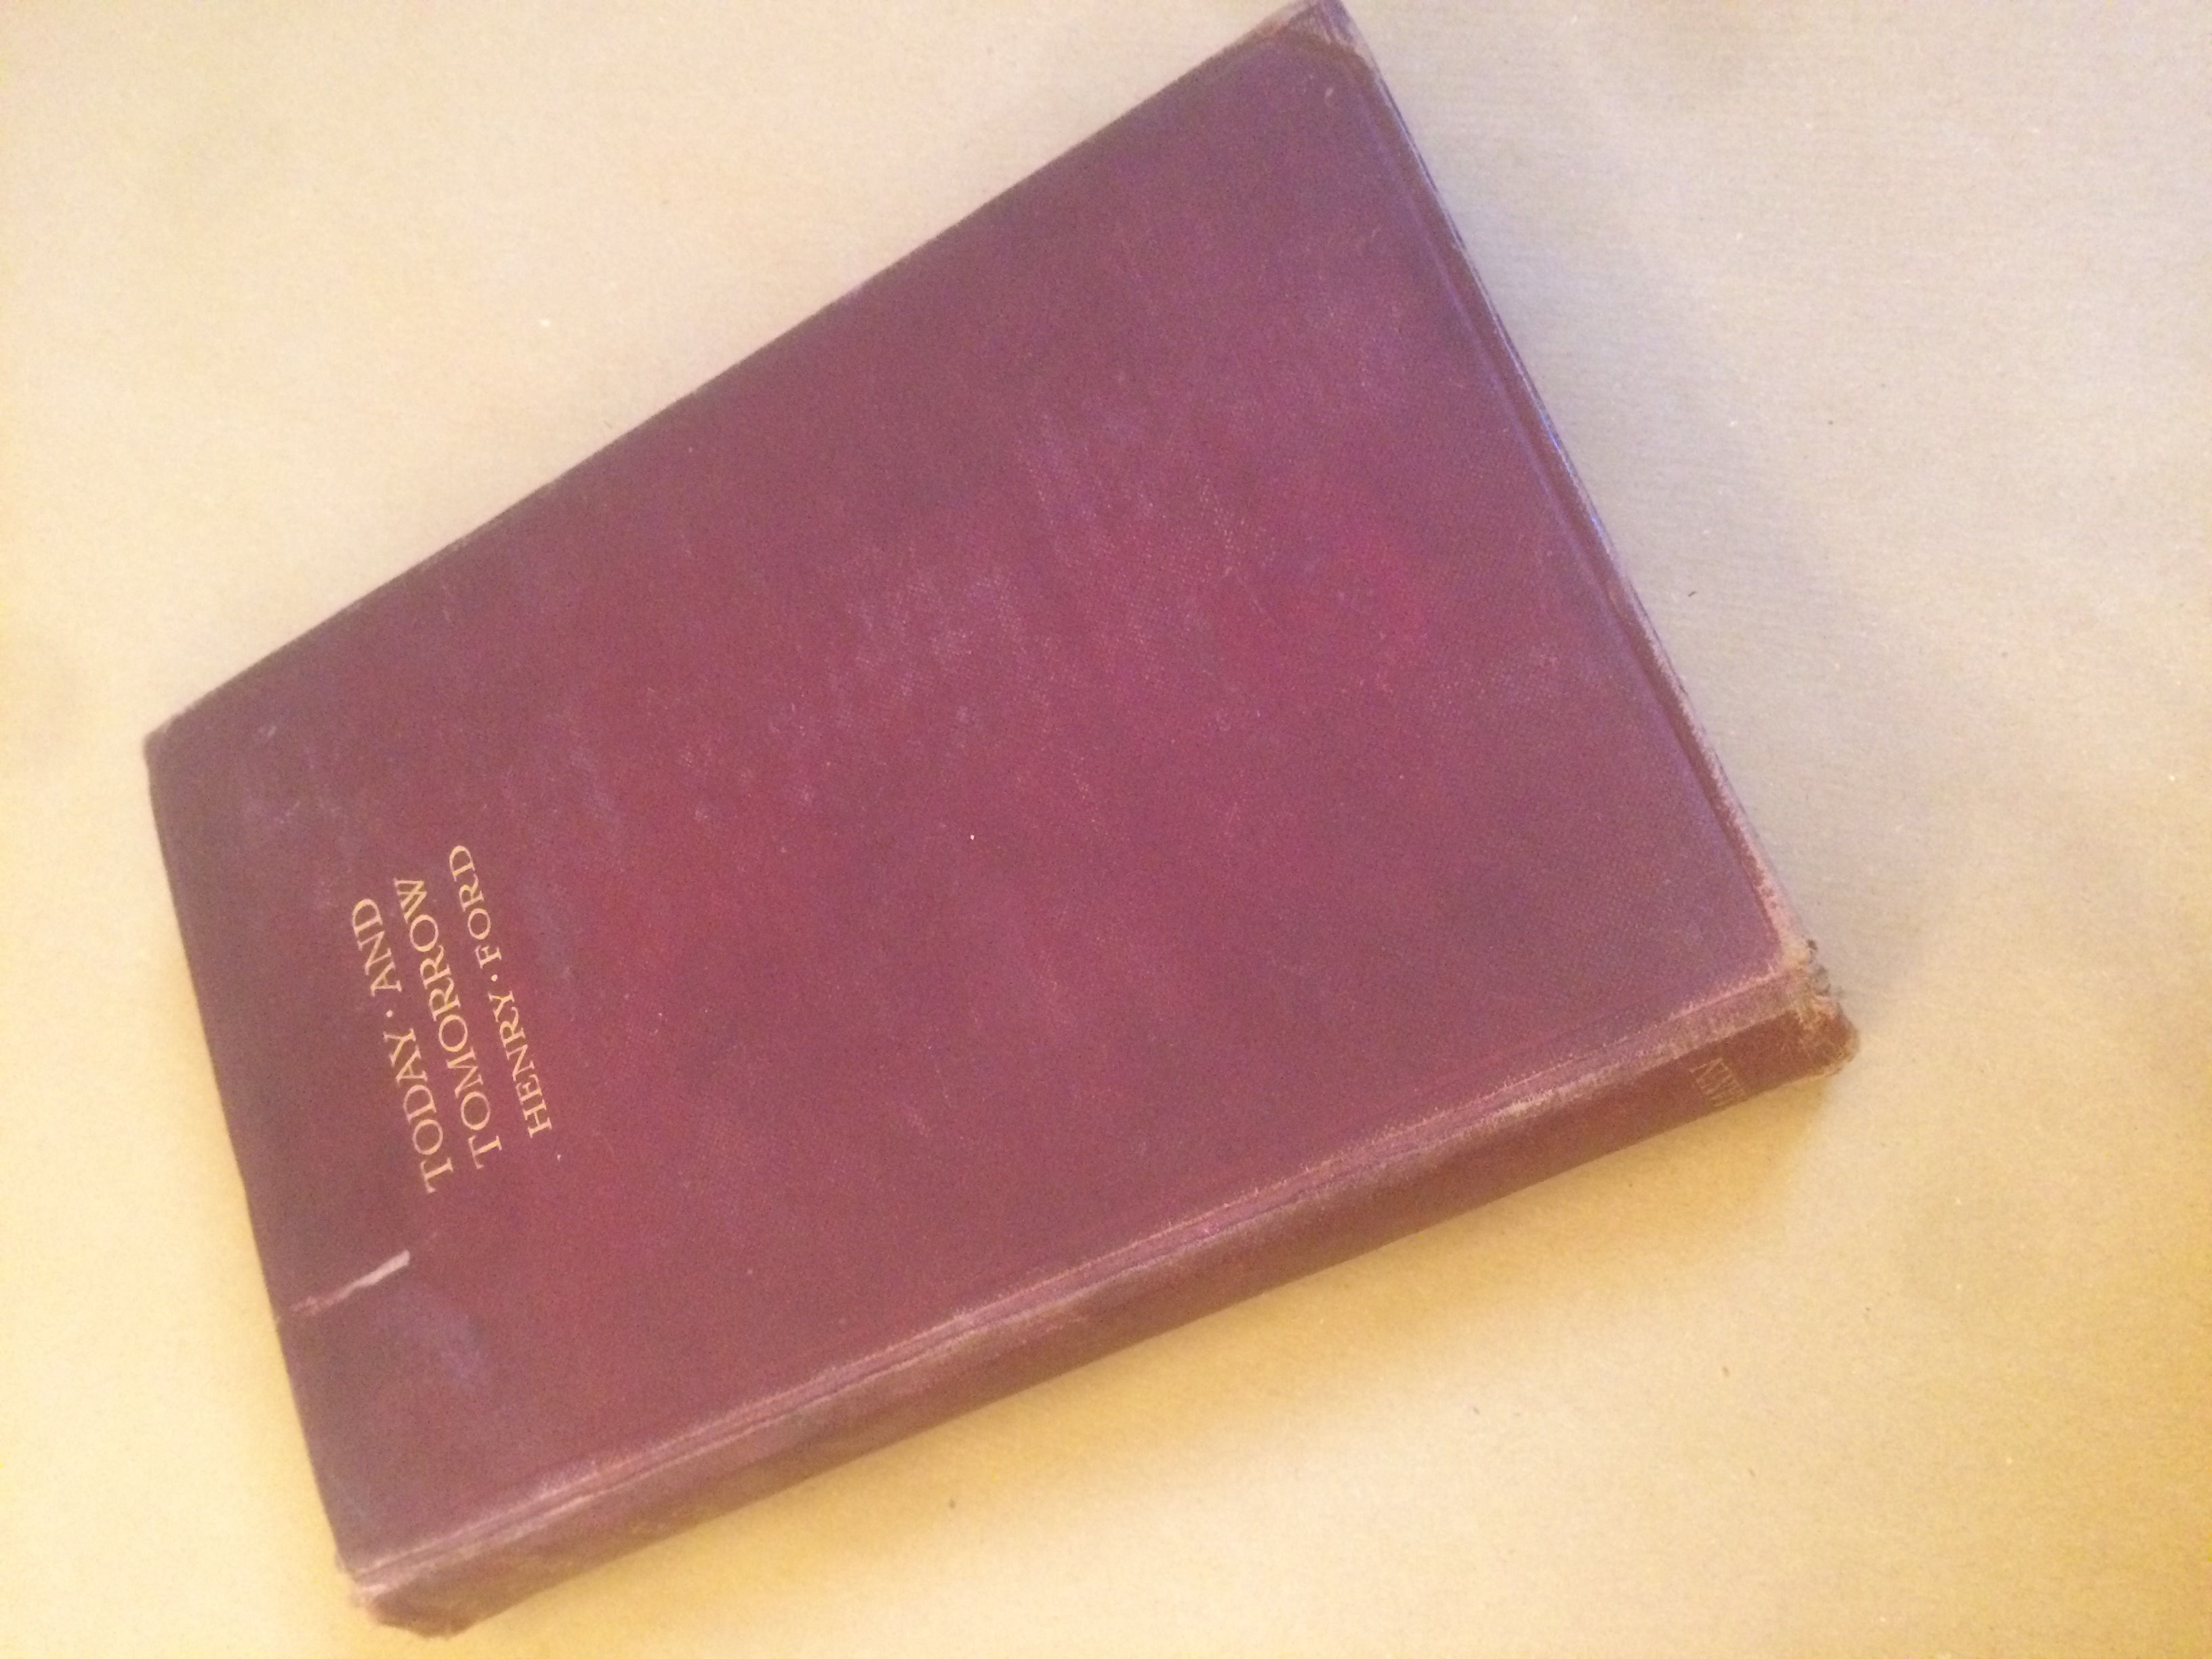 TODAY · AND
TOMORROW
HENRY · FORD